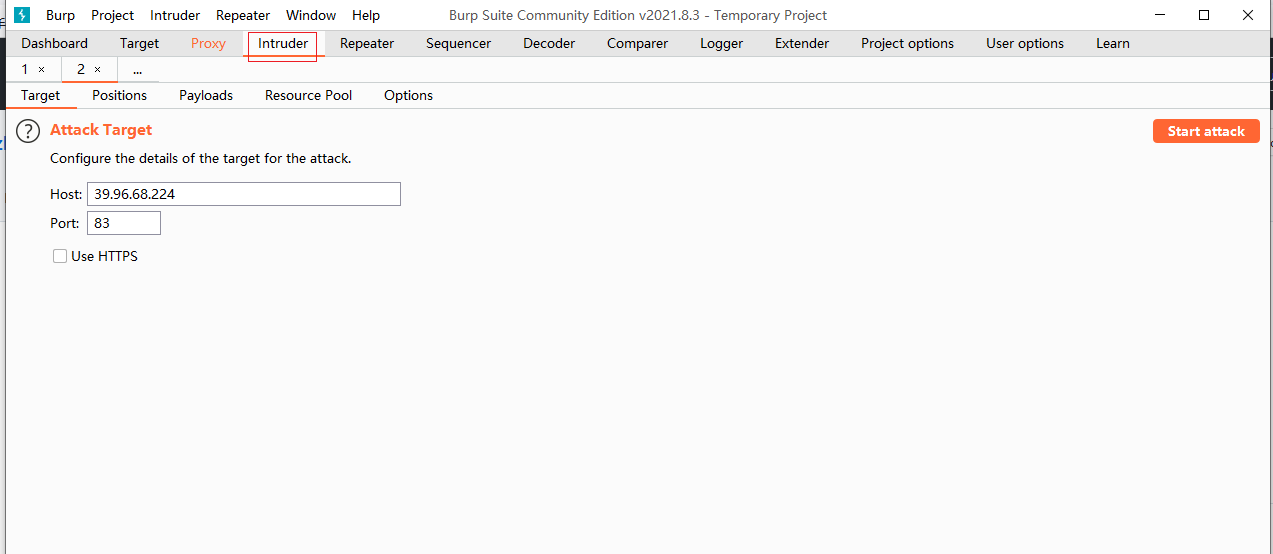 Burp Project Intruder Repeater Window Help Burp Suite Community Edition v2021.8.3 - Temporary Project
Dashboard Target Proxy Intruder Repeater Sequencer Decoder Comparer Logger Extender Project options User options Learn
1 × 2 × ...
Target Positions Payloads Resource Pool Options
? Attack Target Start attack
Configure the details of the target for the attack.
Host: 39.96.68.224
Port: 83
Use HTTPS